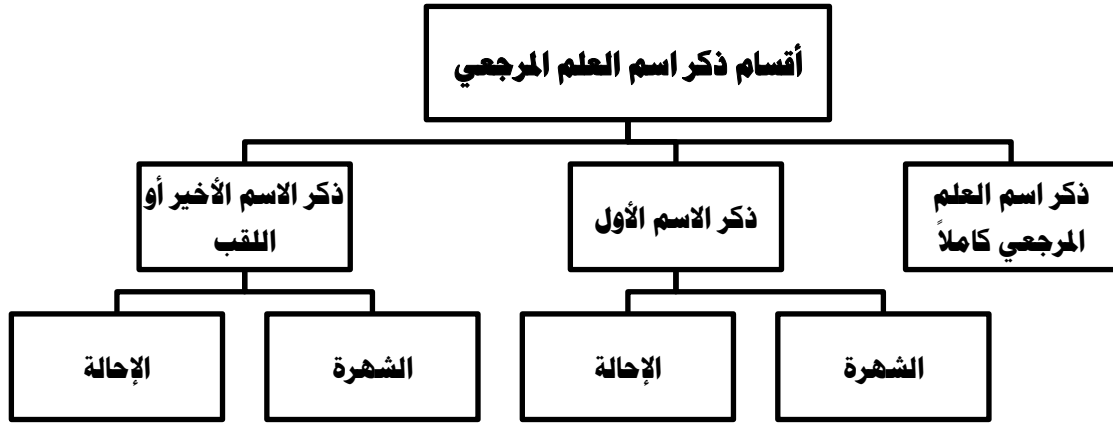 أقسام ذكر اسم العلم المرجعي
ذكر اسم العلم
المرجعي كاملاً
ذكر الاسم الأول
ذكر الاسم الأخير أو
اللقب
الشهرة
الإحالة
الشهرة
الإحالة